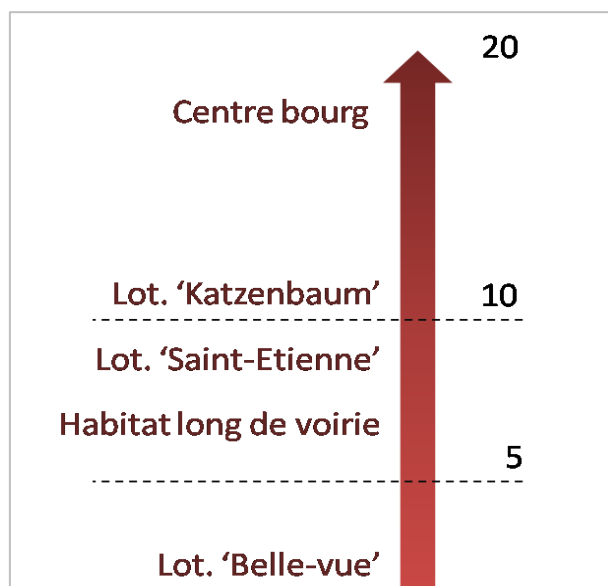 20
Centre bourg
Lot. ‘Katzenbaum’
10
Lot. ‘Saint-Etienne’
Habitat long de voirie
5
Lot. ‘Belle-vue’